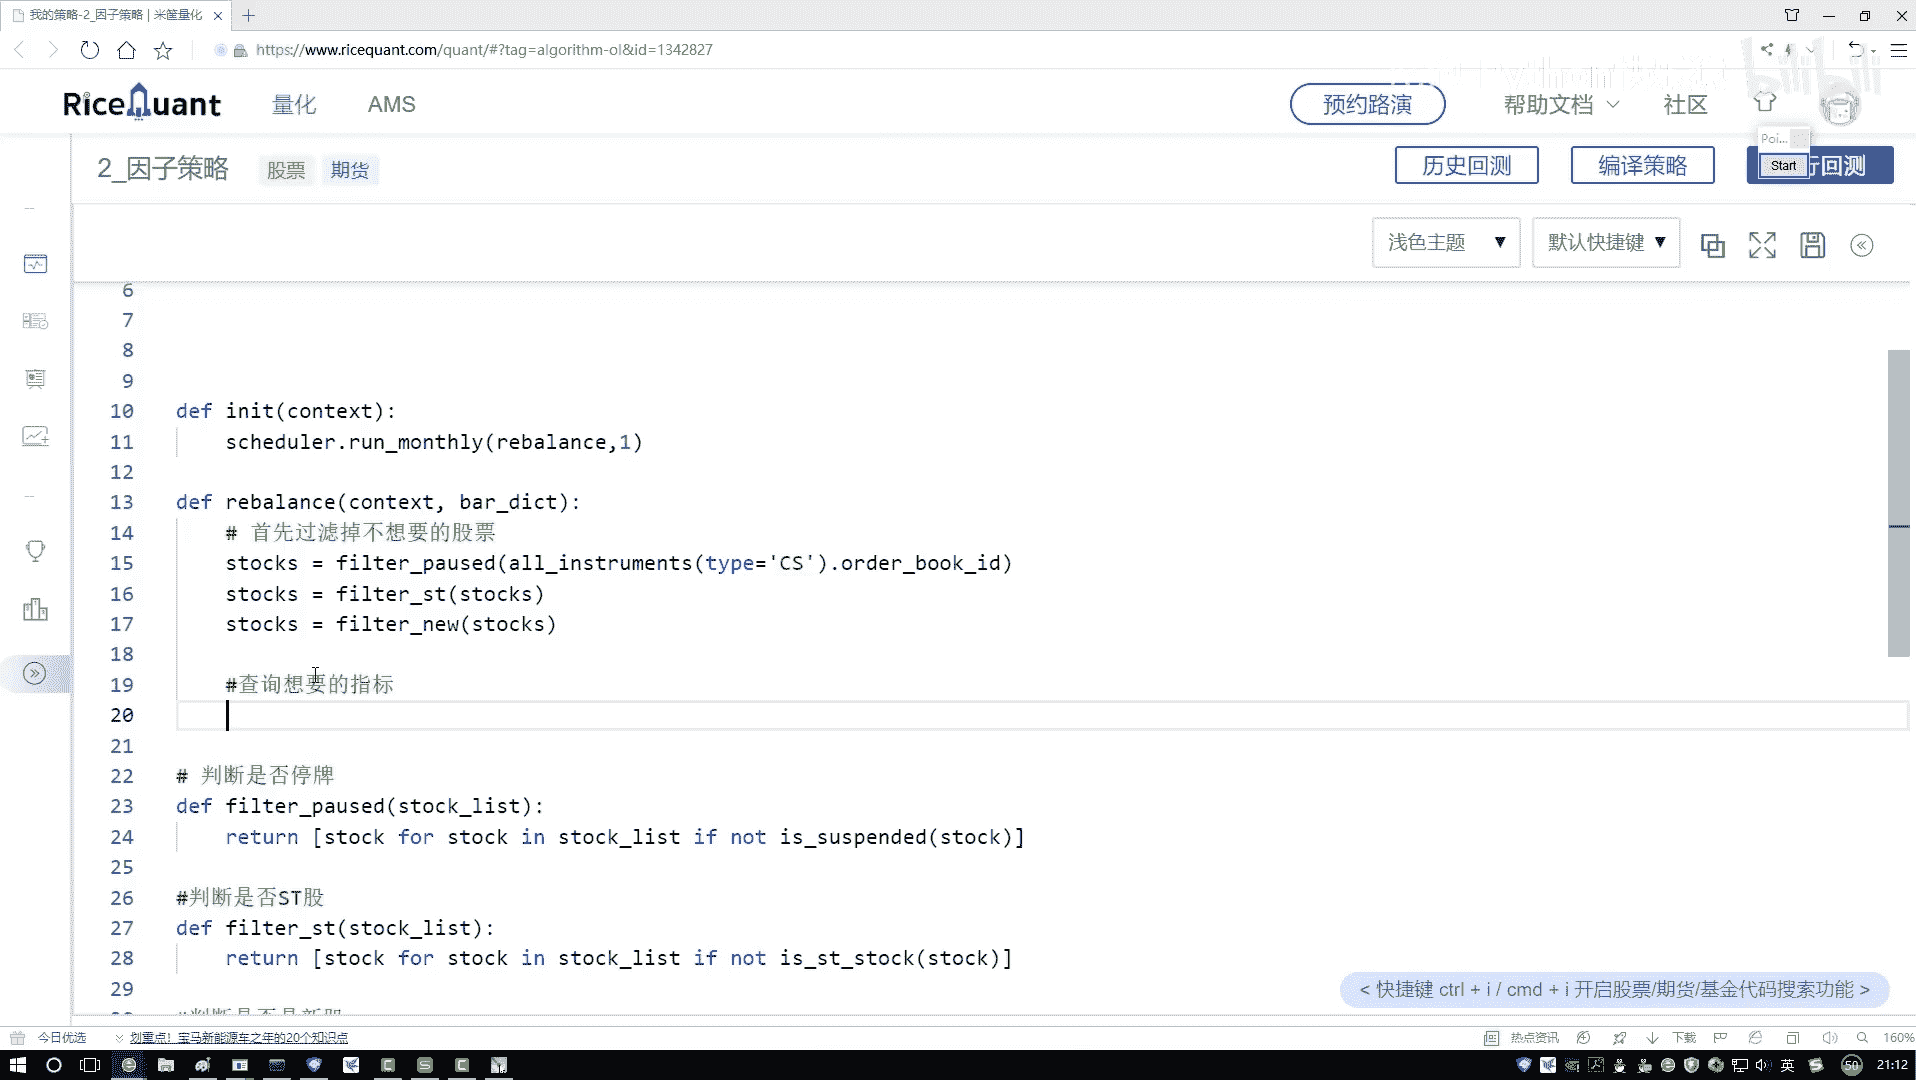 我的策略-2_因子策略 | 米筐量化
https://www.ricequant.com/quant/#?tag=algorithm-ol&id=1342827
RiceQuant
量化
AMS
预约路演
帮助文档
社区
bilibili
Poi...
2_因子策略
股票
期货
历史回测
编译策略
Start
行回测
浅色主题
默认快捷键
6
7
8
9
10 def init(context):
11 scheduler.run_monthly(rebalance,1)
12
13 def rebalance(context, bar_dict):
14 # 首先过滤掉不想要的股票
15 stocks = filter_paused(all_instruments(type='CS').order_book_id)
16 stocks = filter_st(stocks)
17 stocks = filter_new(stocks)
18
19 #查询想要的指标
20
21
22 # 判断是否停牌
23 def filter_paused(stock_list):
24 return [stock for stock in stock_list if not is_suspended(stock)]
25
26 #判断是否ST股
27 def filter_st(stock_list):
28 return [stock for stock in stock_list if not is_st_stock(stock)]
29
< 快捷键 ctrl + i / cmd + i 开启股票/期货/基金代码搜索功能 >
今日优选
划重点！宝马新能源车之年的20个知识点
热点资讯
下载
160%
英
50
21:12